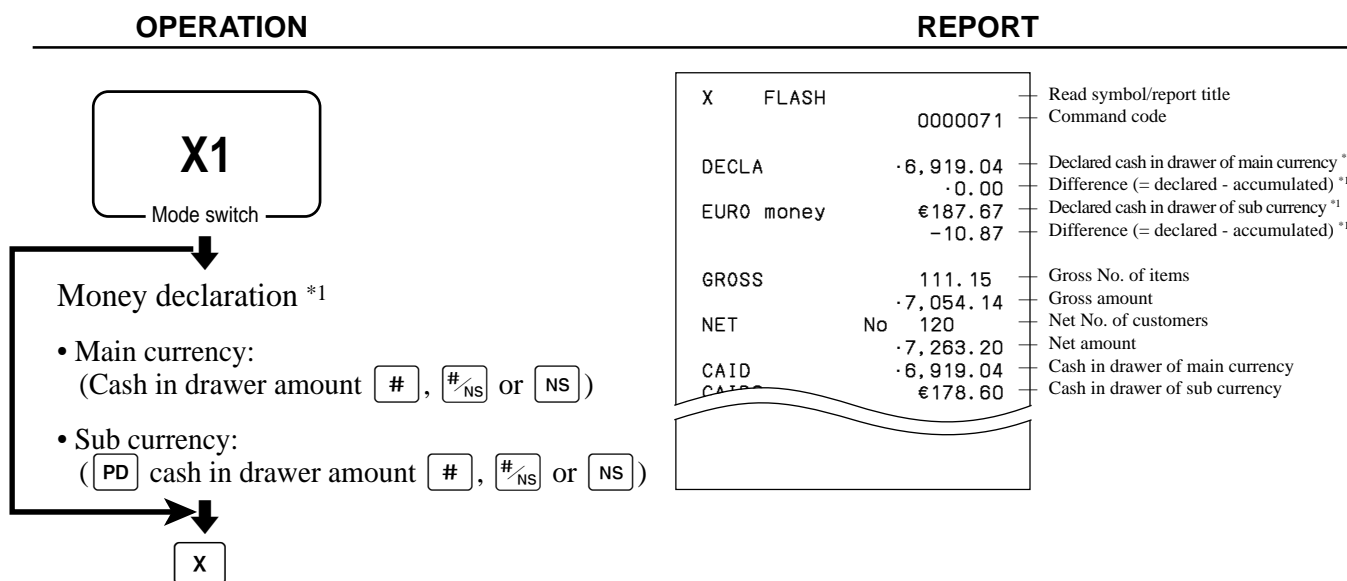 OPERATION
REPORT
X1
Mode switch
Money declaration *1
• Main currency:
(Cash in drawer amount #, #/NS or NS)
• Sub currency:
(PD cash in drawer amount #, #/NS or NS)
X
X FLASH
0000071
DECLA ·6,919.04
·0.00
EURO money €187.67
-10.87
GROSS 111.15
·7,054.14
NET No 120
·7,263.20
CAID ·6,919.04
€178.60
Read symbol/report title
Command code
Declared cash in drawer of main currency *
Difference (= declared - accumulated) *1
Declared cash in drawer of sub currency *1
Difference (= declared - accumulated) *1
Gross No. of items
Gross amount
Net No. of customers
Net amount
Cash in drawer of main currency
Cash in drawer of sub currency